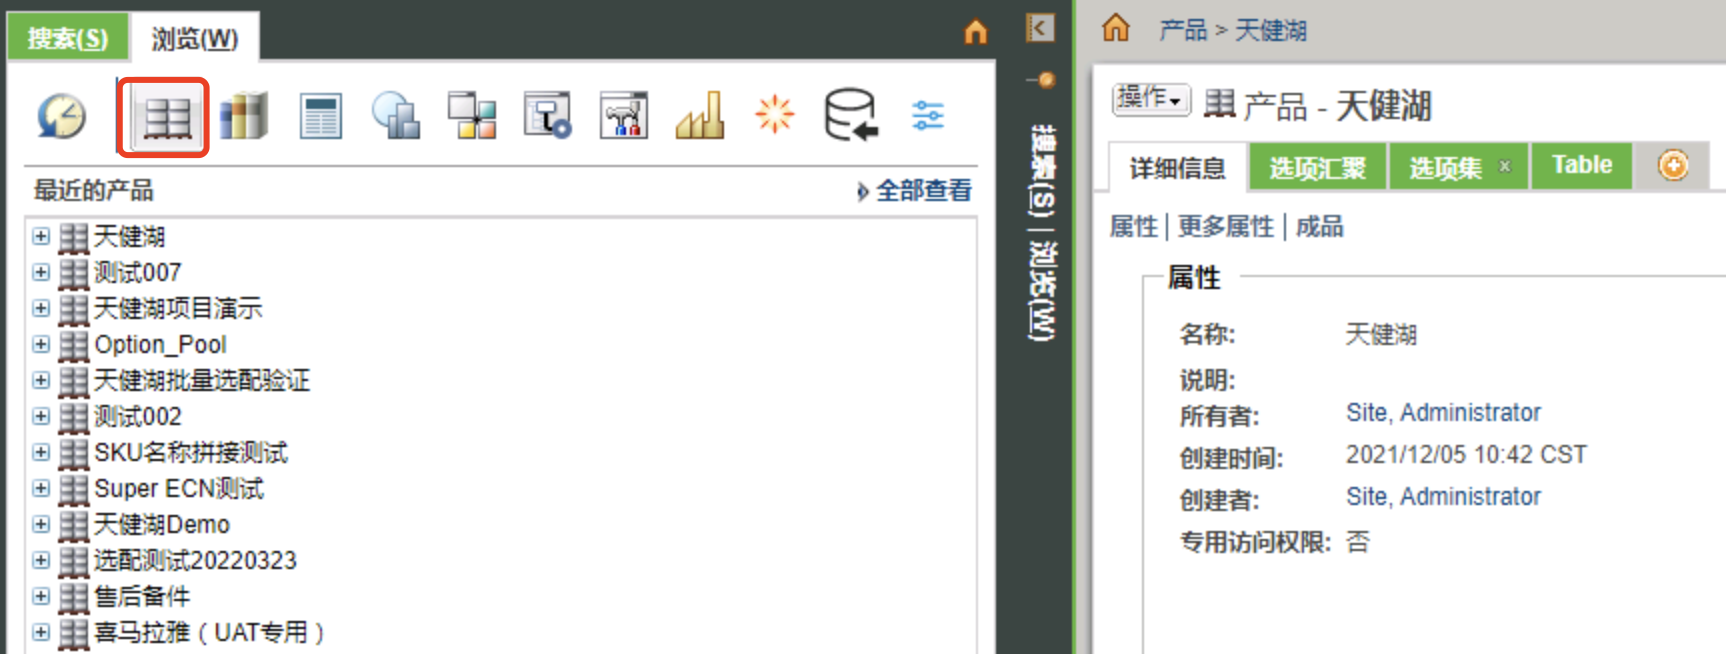 搜索(S)
浏览(W)
最近的产品
全部查看
天健湖
测试007
天健湖项目演示
Option_Pool
天健湖批量选配验证
测试002
SKU名称拼接测试
Super ECN测试
天健湖Demo
选配测试20220323
售后备件
喜马拉雅（UAT专用）
搜索(S) | 浏览(W)
产品 > 天健湖
操作
产品 - 天健湖
详细信息
选项汇聚
选项集
Table
属性 | 更多属性 | 成品
属性
名称: 天健湖
说明:
所有者: Site, Administrator
创建时间: 2021/12/05 10:42 CST
创建者: Site, Administrator
专用访问权限: 否